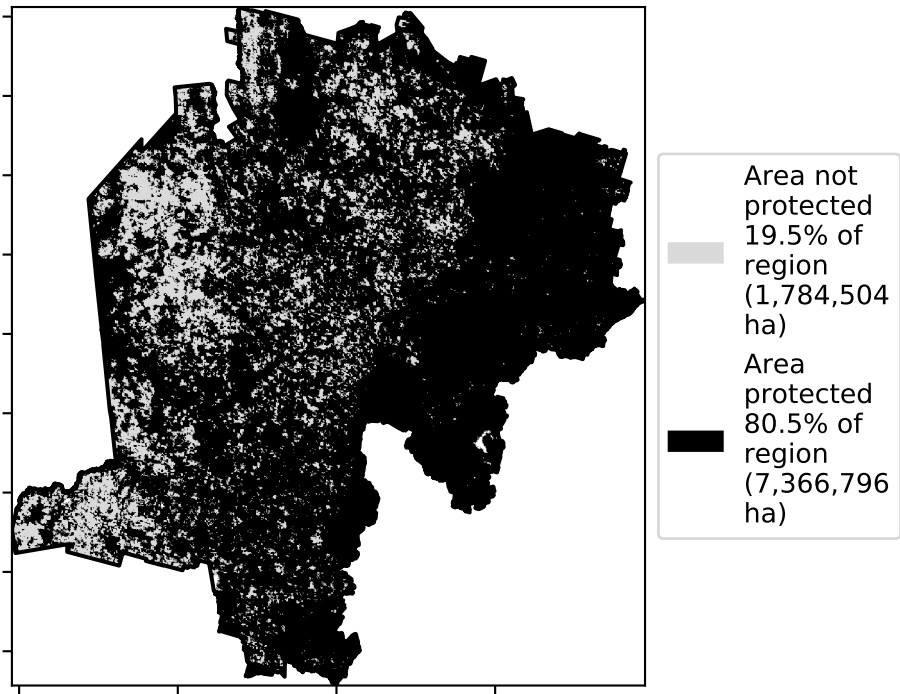 Area not
protected
19.5% of
region
(1,784,504
ha)
Area
protected
80.5% of
region
(7,366,796
ha)